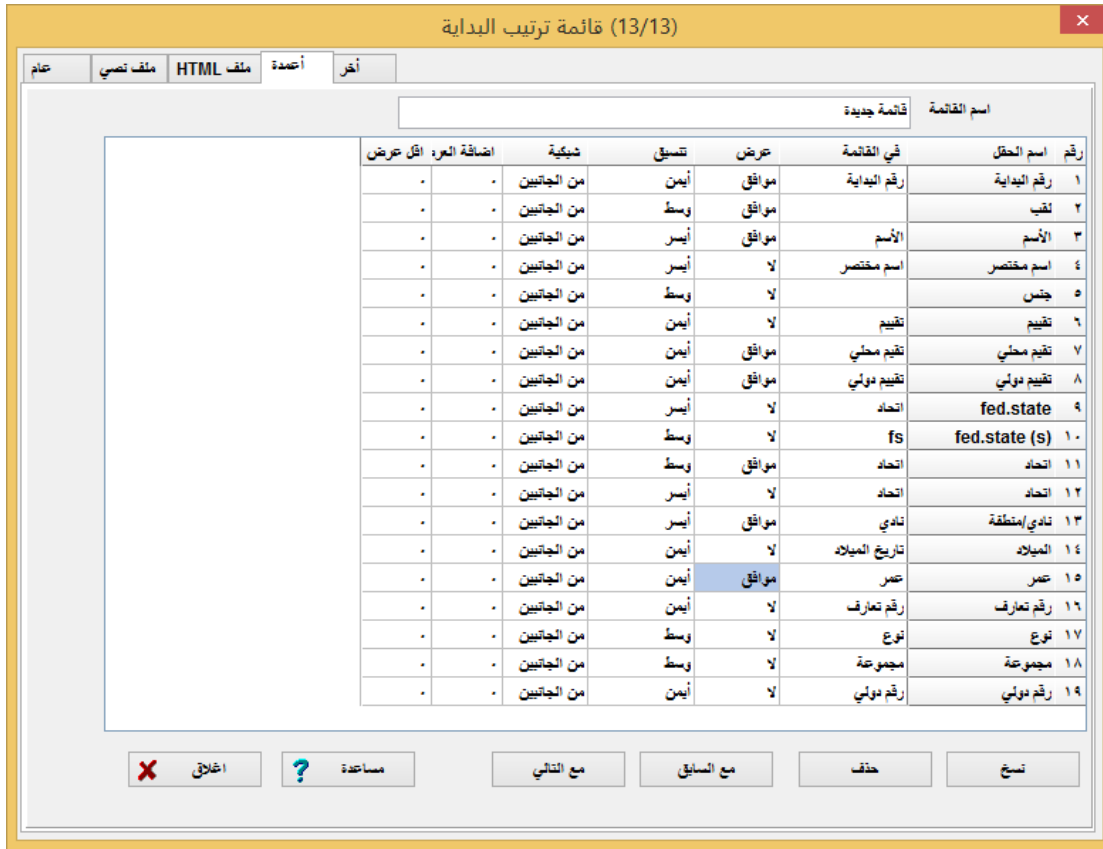 (13/13) قائمة ترتيب البداية
عام ملف نصي ملف HTML أعمدة أخر
اسم القائمة قائمة جديدة
رقم اسم الحقل في القائمة عرض تنسيق شبكية اضافة العرد اقل عرض
١ رقم البداية رقم البداية موافق أيمن من الجانبين ٠ ٠
٢ لقب موافق وسط من الجانبين ٠ ٠
٣ الأسم الأسم موافق أيسر من الجانبين ٠ ٠
٤ اسم مختصر اسم مختصر لا أيسر من الجانبين ٠ ٠
٥ جنس لا وسط من الجانبين ٠ ٠
٦ تقييم تقييم لا أيمن من الجانبين ٠ ٠
٧ تقيم محلي تقيم محلي موافق أيمن من الجانبين ٠ ٠
٨ تقييم دولي تقييم دولي موافق أيمن من الجانبين ٠ ٠
٩ fed.state اتحاد لا أيسر من الجانبين ٠ ٠
١٠ fed.state (s) fs لا وسط من الجانبين ٠ ٠
١١ اتحاد اتحاد موافق وسط من الجانبين ٠ ٠
١٢ اتحاد اتحاد لا أيسر من الجانبين ٠ ٠
١٣ نادي/منطقة نادي موافق أيسر من الجانبين ٠ ٠
١٤ الميلاد تاريخ الميلاد لا أيمن من الجانبين ٠ ٠
١٥ عمر عمر موافق أيمن من الجانبين ٠ ٠
١٦ رقم تعارف رقم تعارف لا أيمن من الجانبين ٠ ٠
١٧ نوع نوع لا وسط من الجانبين ٠ ٠
١٨ مجموعة مجموعة لا وسط من الجانبين ٠ ٠
١٩ رقم دولي رقم دولي لا أيمن من الجانبين ٠ ٠
نسخ حذف مع السابق مع التالي مساعدة اغلاق